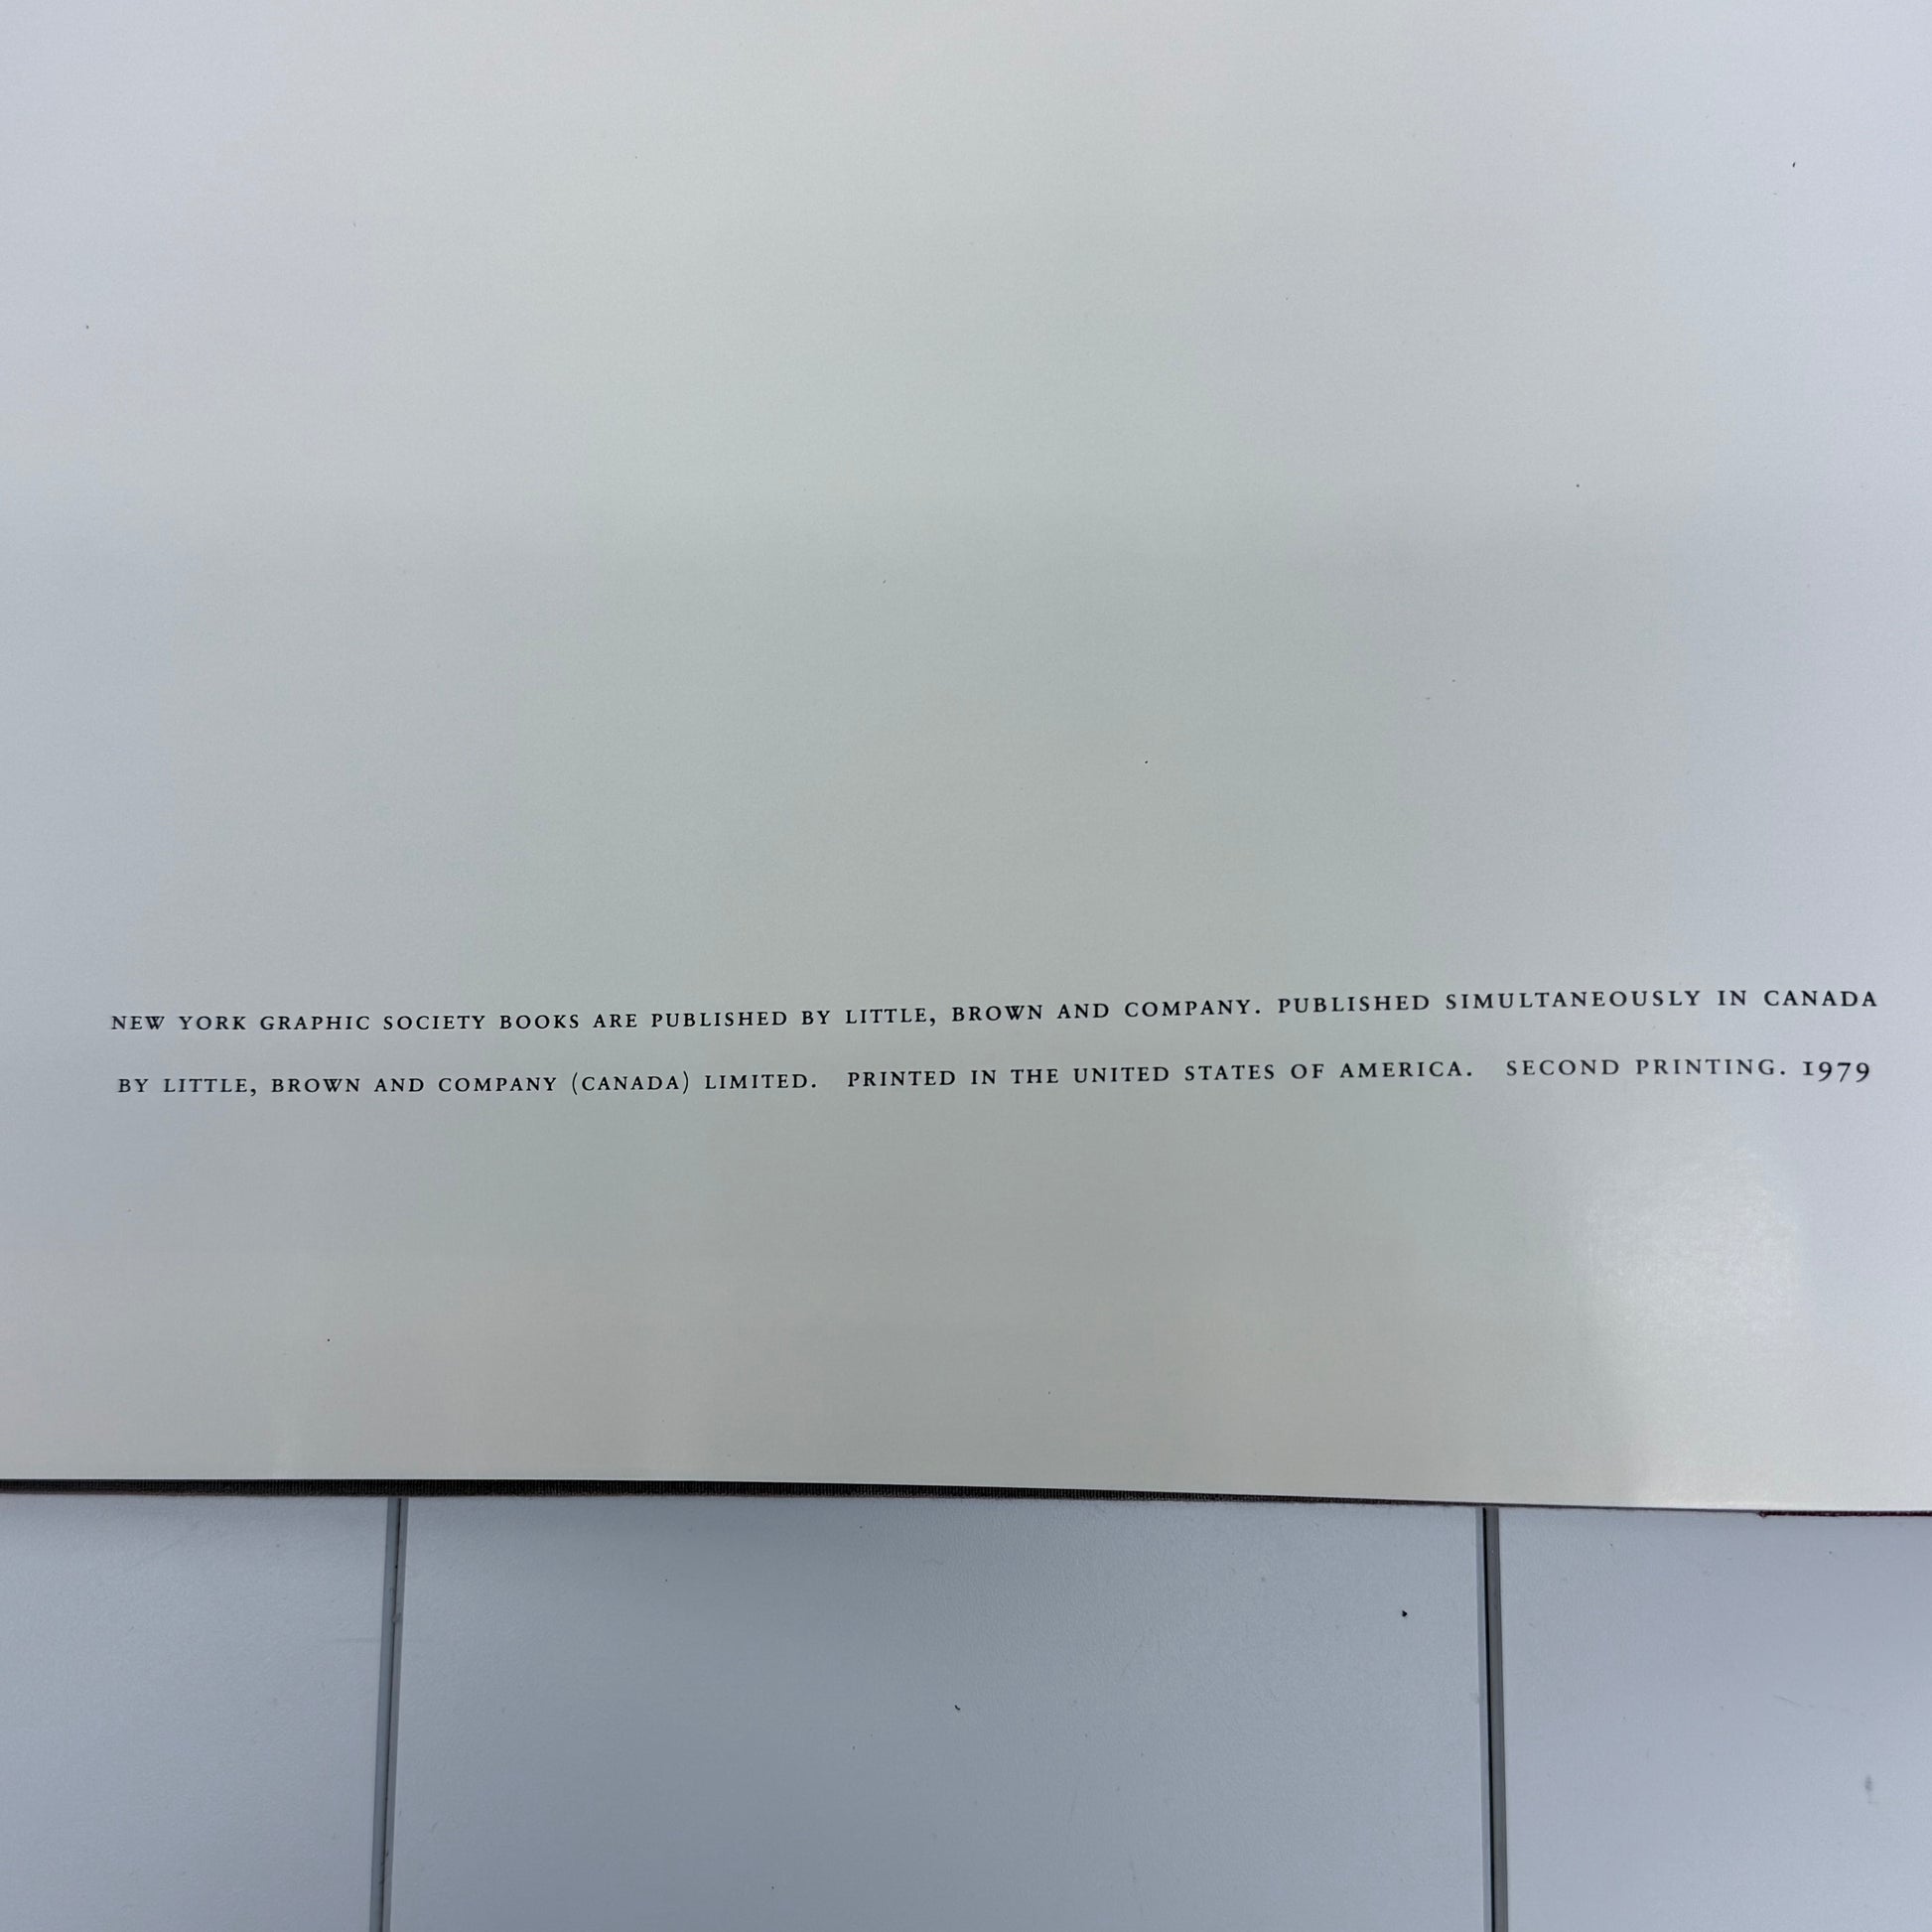 NEW YORK GRAPHIC SOCIETY BOOKS ARE PUBLISHED BY LITTLE, BROWN AND COMPANY. PUBLISHED SIMULTANEOUSLY IN CANADA
BY LITTLE, BROWN AND COMPANY (CANADA) LIMITED. PRINTED IN THE UNITED STATES OF AMERICA. SECOND PRINTING. 1979